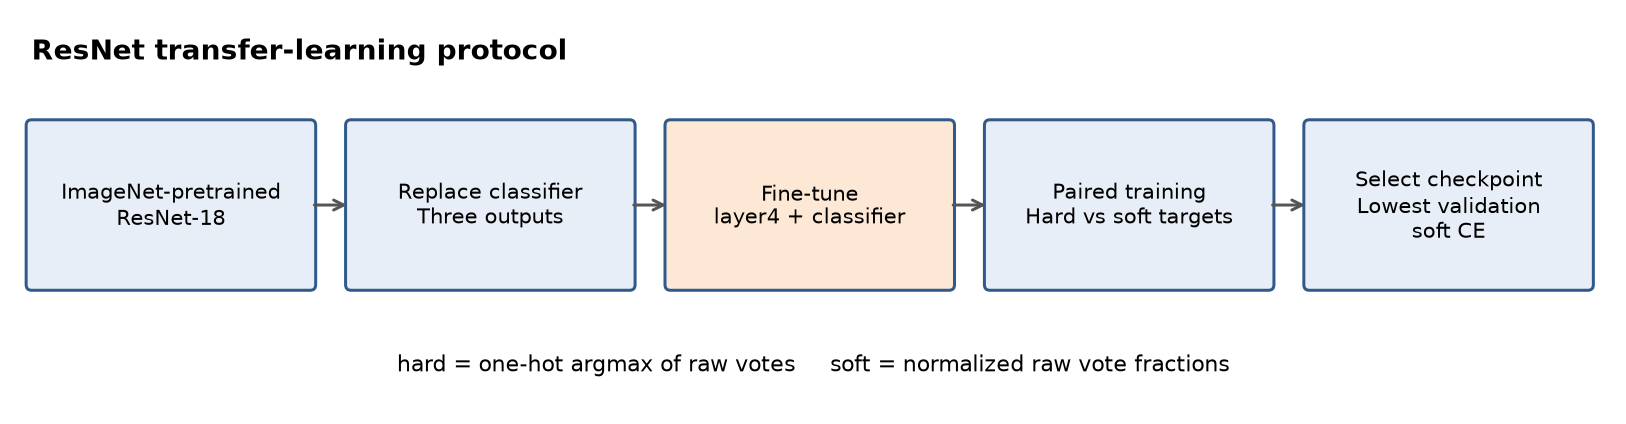 ResNet transfer-learning protocol
ImageNet-pretrained
ResNet-18
Replace classifier
Three outputs
Fine-tune
layer4 + classifier
Paired training
Hard vs soft targets
Select checkpoint
Lowest validation
soft CE
hard = one-hot argmax of raw votes     soft = normalized raw vote fractions